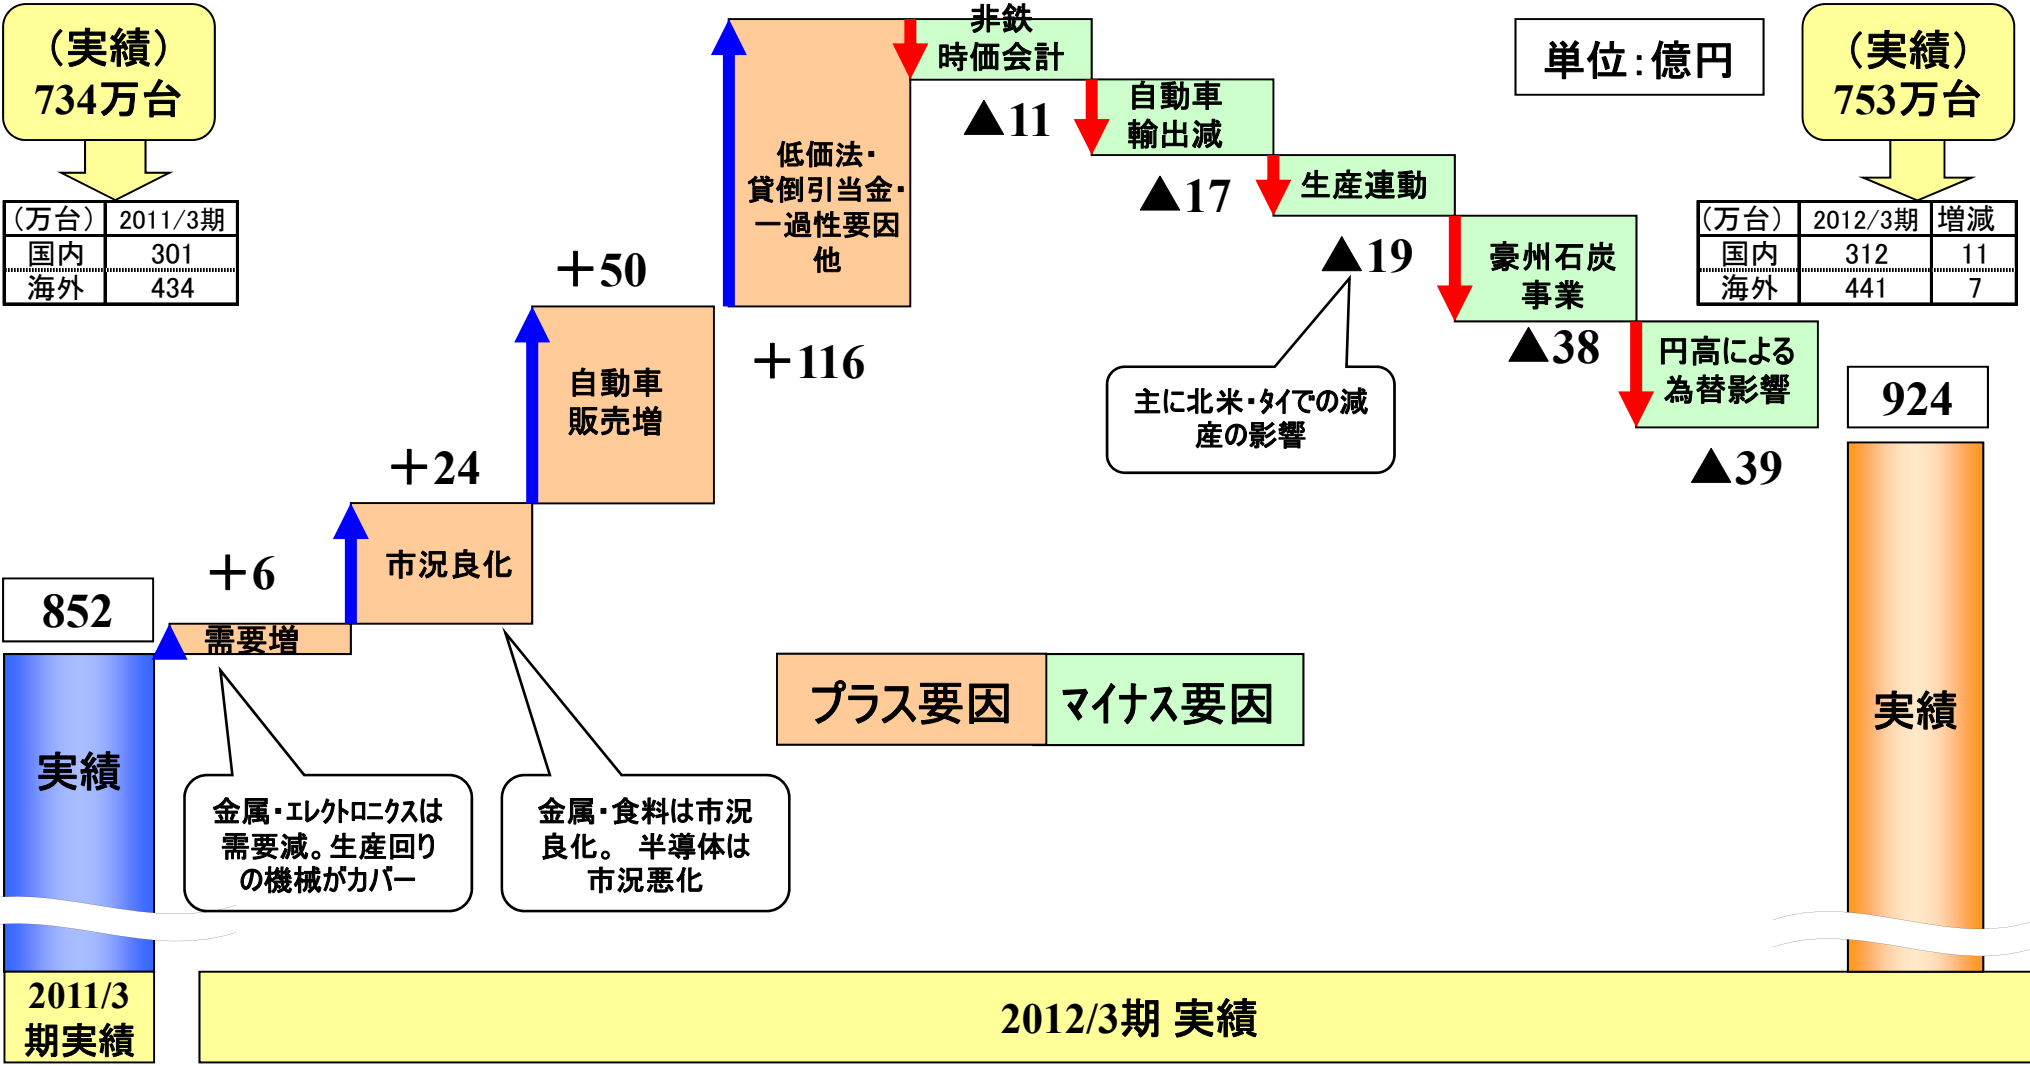 （実績）
734万台
（万台） 2011/3期
国内 301
海外 434
852
実績
2011/3
期実績
＋6
需要増
金属・エレクトロニクスは
需要減。生産回り
の機械がカバー
＋24
市況良化
金属・食料は市況
良化。 半導体は
市況悪化
＋50
自動車
販売増
低価法・
貸倒引当金・
一過性要因
他
＋116
非鉄
時価会計
▲11
自動車
輸出減
▲17
生産連動
▲19
主に北米・タイでの減
産の影響
豪州石炭
事業
▲38
円高による
為替影響
▲39
プラス要因 マイナス要因
単位：億円
（実績）
753万台
（万台） 2012/3期 増減
国内 312 11
海外 441 7
924
実績
2012/3期 実績